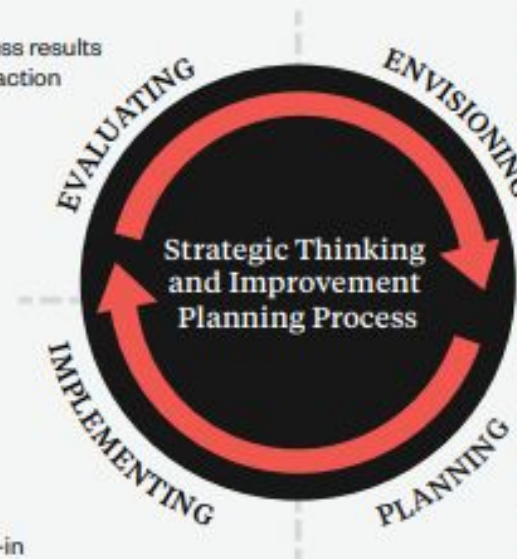 ss results
action
EVALUATING
ENVISIONING
Strategic Thinking
and Improvement
Planning Process
IMPLEMENTING
PLANNING
-in